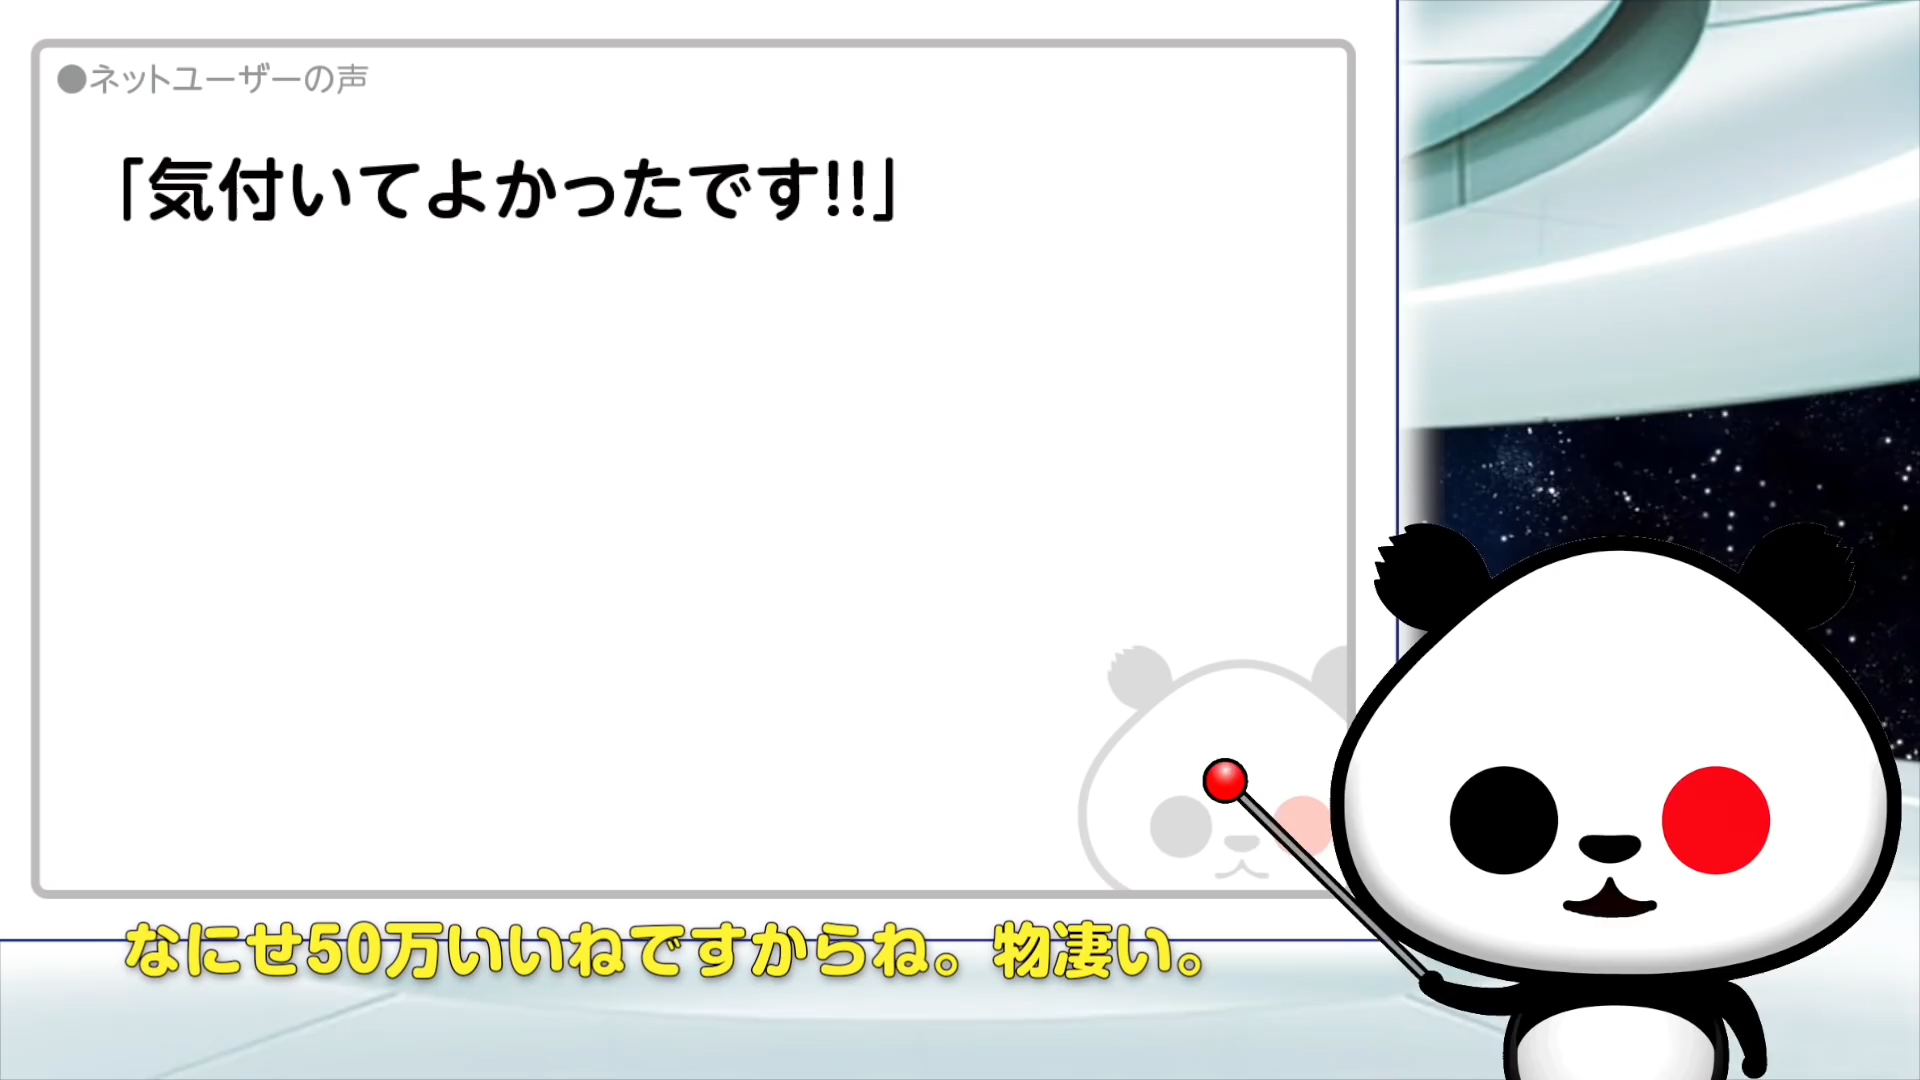 ●ネットユーザーの声
「気付いてよかったです!!」
なにせ50万いいねですからね。物凄い。